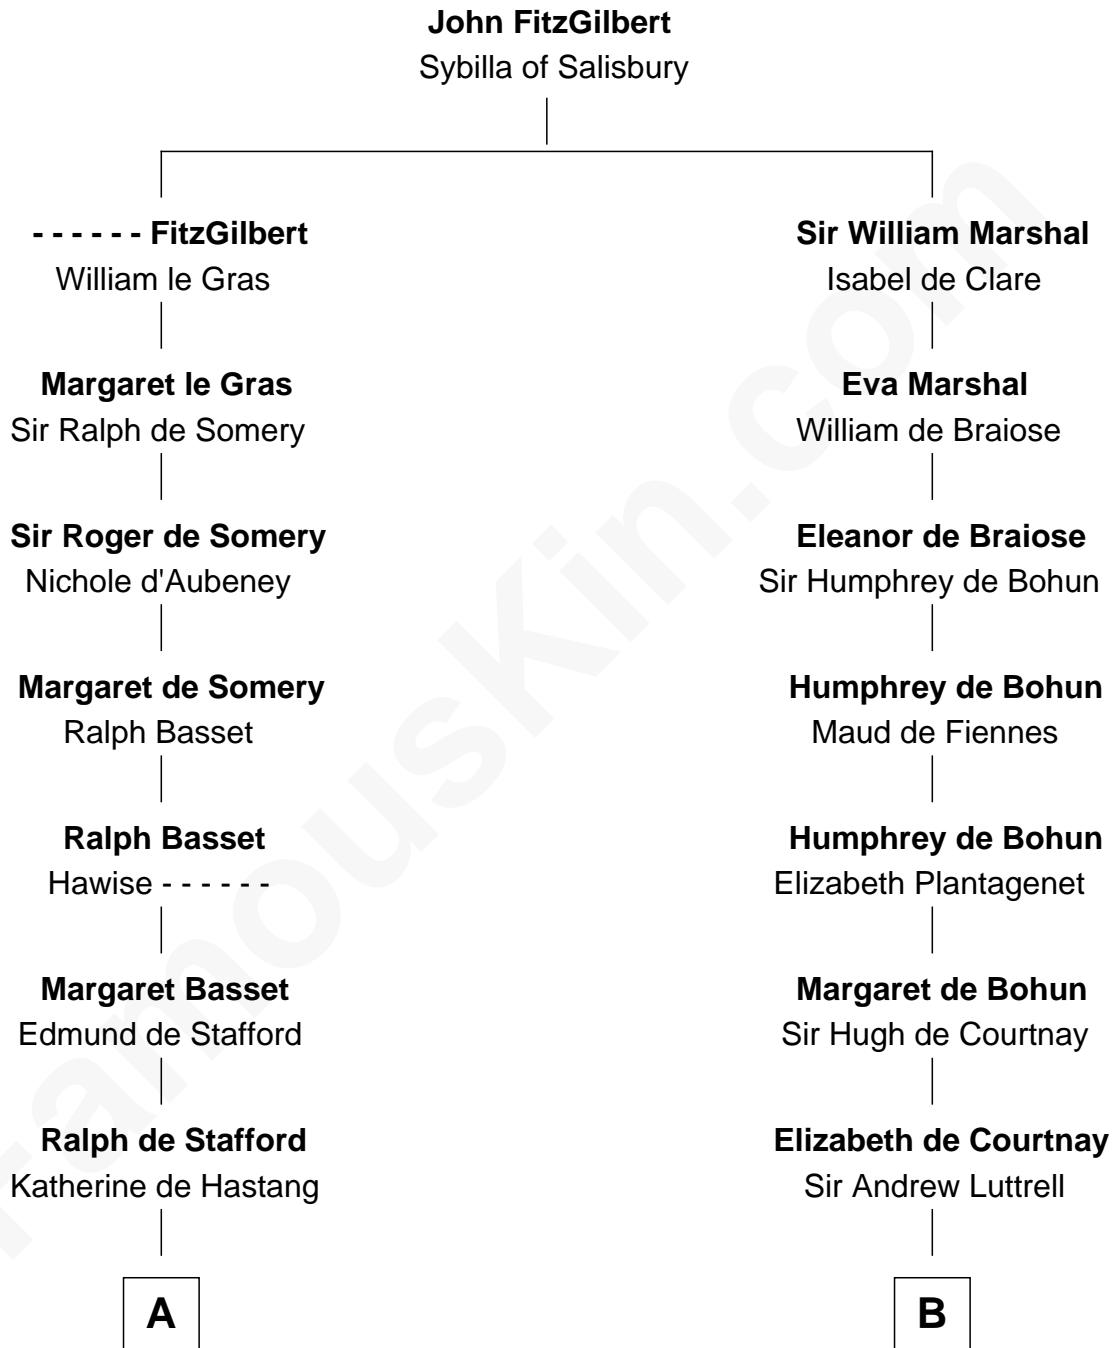 John FitzGilbert
Sybilla of Salisbury
- - - - - - FitzGilbert
William le Gras
Margaret le Gras
Sir Ralph de Somery
Sir Roger de Somery
Nichole d'Aubeney
Margaret de Somery
Ralph Basset
Ralph Basset
Hawise - - - - - -
Margaret Basset
Edmund de Stafford
Ralph de Stafford
Katherine de Hastang
A
Sir William Marshal
Isabel de Clare
Eva Marshal
William de Braiose
Eleanor de Braiose
Sir Humphrey de Bohun
Humphrey de Bohun
Maud de Fiennes
Humphrey de Bohun
Elizabeth Plantagenet
Margaret de Bohun
Sir Hugh de Courtnay
Elizabeth de Courtnay
Sir Andrew Luttrell
B
FamousKin.com